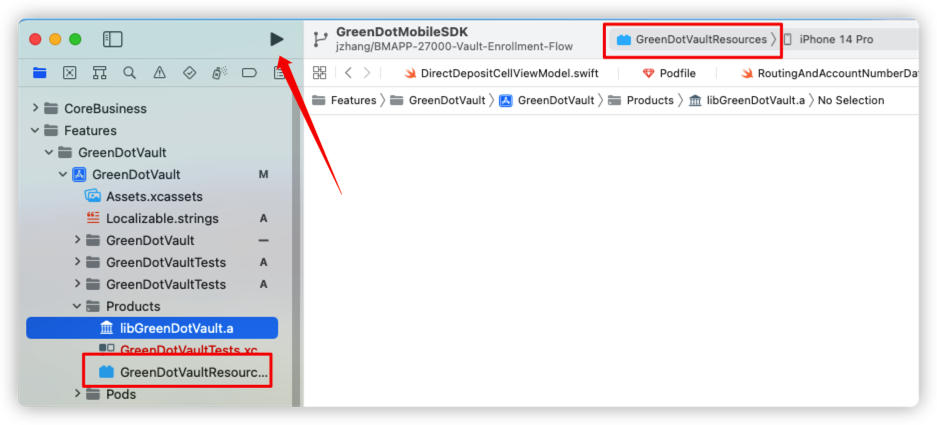 GreenDotMobileSDK
jzhang/BMAPP-27000-Vault-Enrollment-Flow
GreenDotVaultResources
iPhone 14 Pro
DirectDepositCellViewModel.swift
Podfile
RoutingAndAccountNumberDa
Features
GreenDotVault
GreenDotVault
Products
libGreenDotVault.a
No Selection
CoreBusiness
Features
GreenDotVault
GreenDotVault M
Assets.xcassets
Localizable.strings A
GreenDotVault
GreenDotVaultTests A
GreenDotVaultTests A
Products
libGreenDotVault.a
GreenDotVaultTests.xc
GreenDotVaultResourc...
Pods